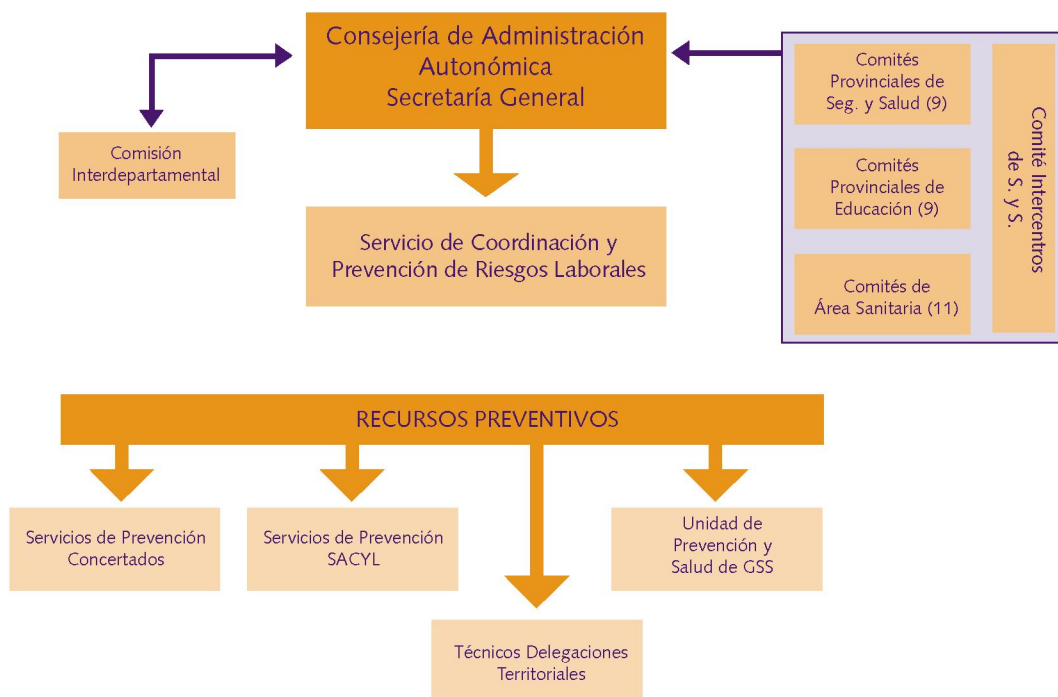 Consejería de Administración
Autonómica
Secretaría General
Comisión
Interdepartamental
Servicio de Coordinación y
Prevención de Riesgos Laborales
Comités
Provinciales de
Seg. y Salud (9)
Comités
Provinciales de
Educación (9)
Comités de
Área Sanitaria (11)
Comité Intercentros
de S. y S.
RECURSOS PREVENTIVOS
Servicios de Prevención
Concertados
Servicios de Prevención
SACYL
Unidad de
Prevención y
Salud de GSS
Técnicos Delegaciones
Territoriales